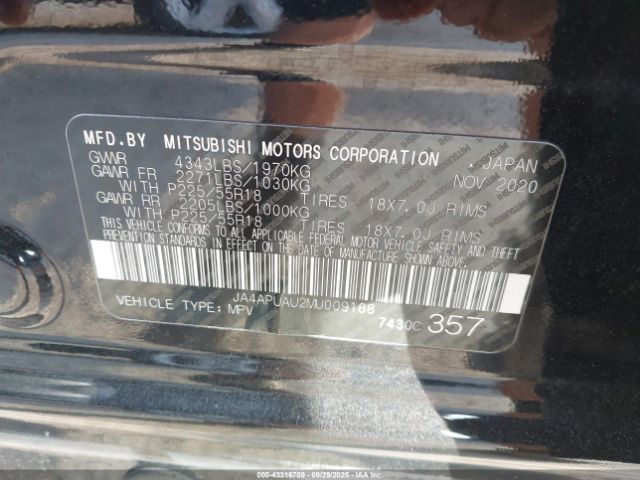 MFD.BY MITSUBISHI MOTORS CORPORATION , JAPAN
GVWR 4343LBS/1970KG NOV 2020
GAWR FR 2271LBS/1030KG
WITH P225/55R18 TIRES 18X7.0J RIMS
GAWR RR 2205LBS/1000KG
WITH P225/55R18 TIRES 18X7.0J RIMS
THIS VEHICLE CONFORMS TO ALL APPLICABLE FEDERAL MOTOR VEHICLE SAFETY AND THEFT
PREVENTION STANDARDS IN EFFECT ON THE DATE OF MANUFACTURE SHOWN ABOVE.
JA4APUAU2MU009168
VEHICLE TYPE: MPV 7430C 357
000-43316709 - 09/29/2025 - IAAI.COM